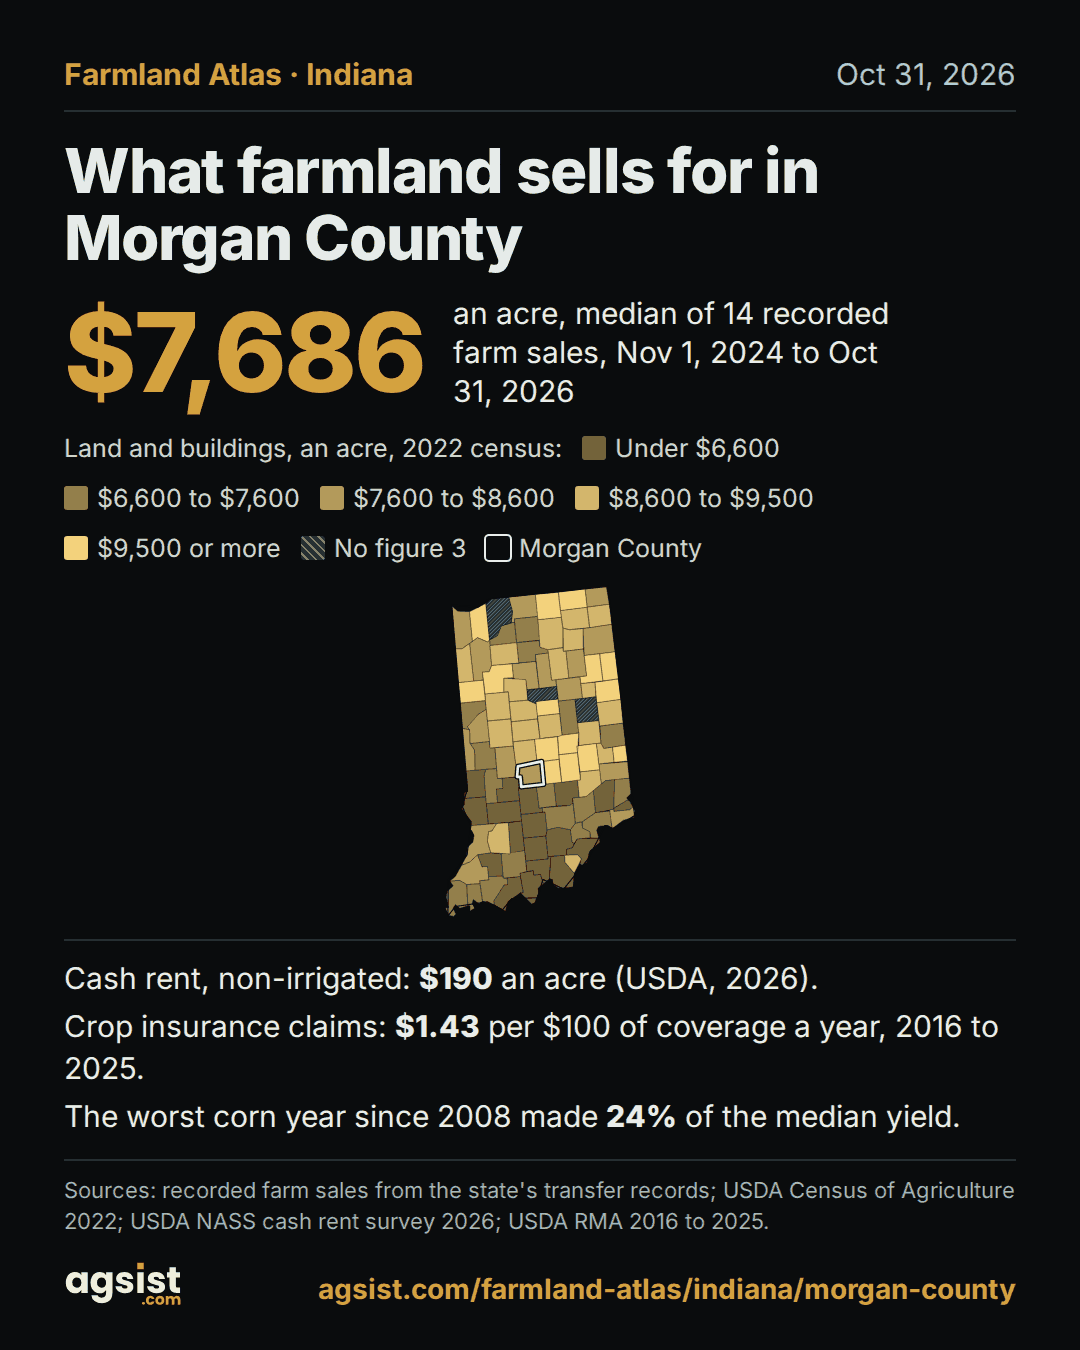 Farmland Atlas · Indiana
Oct 31, 2026
What farmland sells for in
Morgan County
$7,686
an acre, median of 14 recorded
farm sales, Nov 1, 2024 to Oct
31, 2026
Land and buildings, an acre, 2022 census: Under $6,600
$6,600 to $7,600 $7,600 to $8,600 $8,600 to $9,500
$9,500 or more No figure 3 Morgan County
Cash rent, non-irrigated: $190 an acre (USDA, 2026).
Crop insurance claims: $1.43 per $100 of coverage a year, 2016 to
2025.
The worst corn year since 2008 made 24% of the median yield.
Sources: recorded farm sales from the state's transfer records; USDA Census of Agriculture
2022; USDA NASS cash rent survey 2026; USDA RMA 2016 to 2025.
agsist
.com
agsist.com/farmland-atlas/indiana/morgan-county